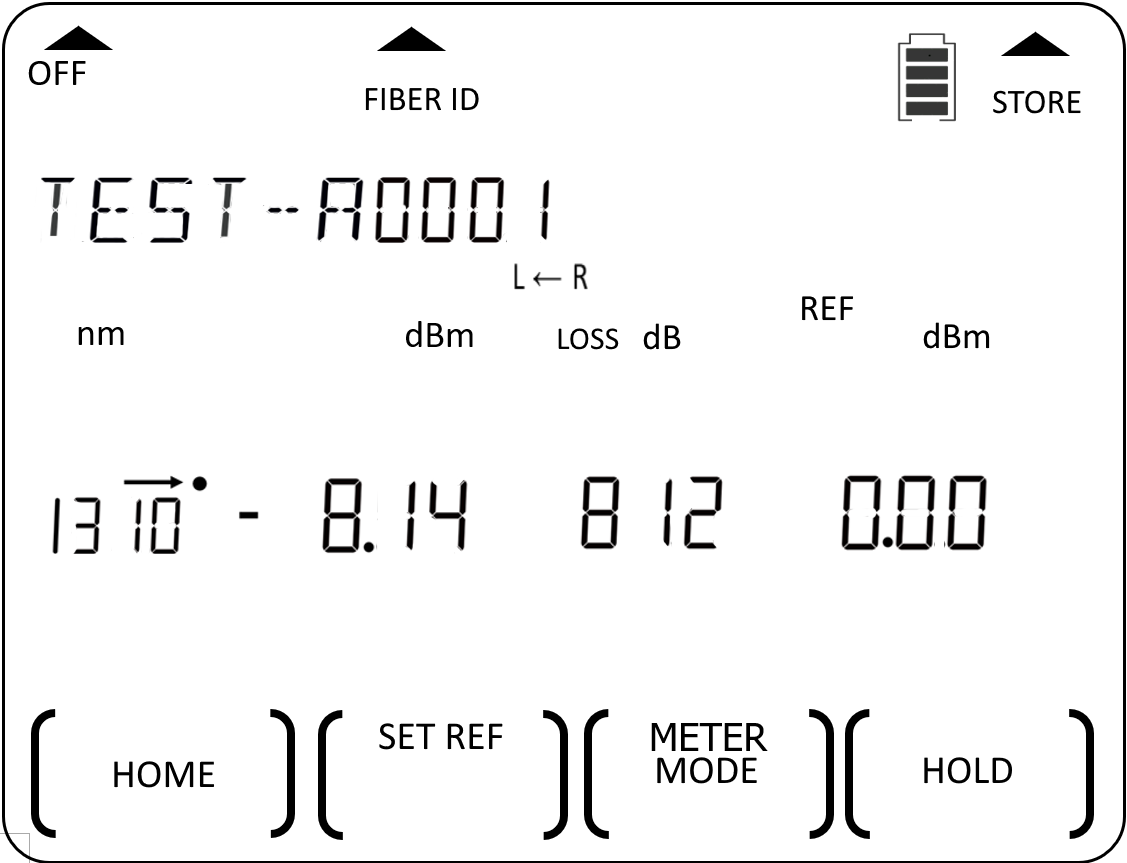 OFF
FIBER ID
STORE
TEST--A0001
L ← R
nm dBm LOSS dB REF dBm
1310 - 8.14 812 0.00
HOME
SET REF
METER
MODE
HOLD